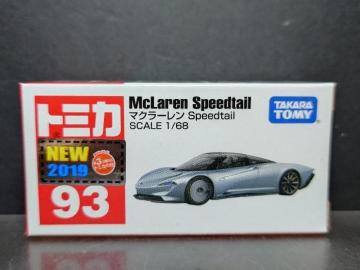 トミカ
NEW
2019
93
McLaren Speedtail
マクラーレン Speedtail
SCALE 1/68
TAKARA
TOMY